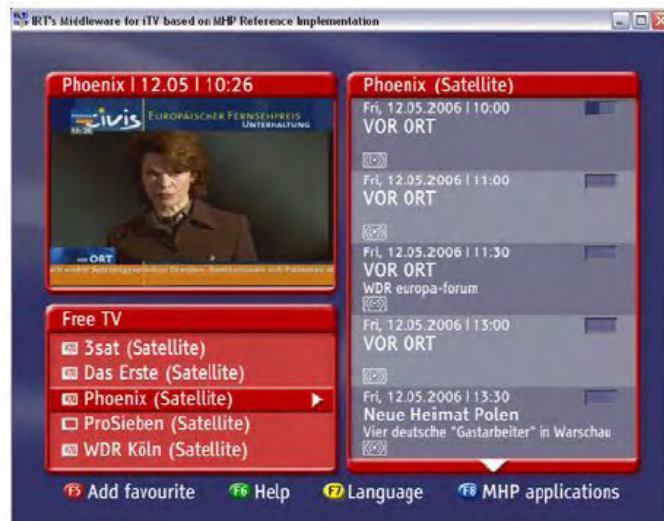 IRT's Middleware for iTV based on MHP Reference Implementation
Phoenix | 12.05 | 10:26
Civis EUROPÄISCHER FERNSEHPREIS
UNTERHALTUNG
10:26
VOR ORT
Free TV
3sat (Satellite)
Das Erste (Satellite)
Phoenix (Satellite)
ProSieben (Satellite)
WDR Köln (Satellite)
Phoenix (Satellite)
Fri, 12.05.2006 | 10:00
VOR ORT
Fri, 12.05.2006 | 11:00
VOR ORT
Fri, 12.05.2006 | 11:30
VOR ORT
WDR europa-forum
Fri, 12.05.2006 | 13:00
VOR ORT
Fri, 12.05.2006 | 13:30
Neue Heimat Polen
Vier deutsche "Gastarbeiter" in Warschau
F5 Add favourite F6 Help F7 Language F8 MHP applications